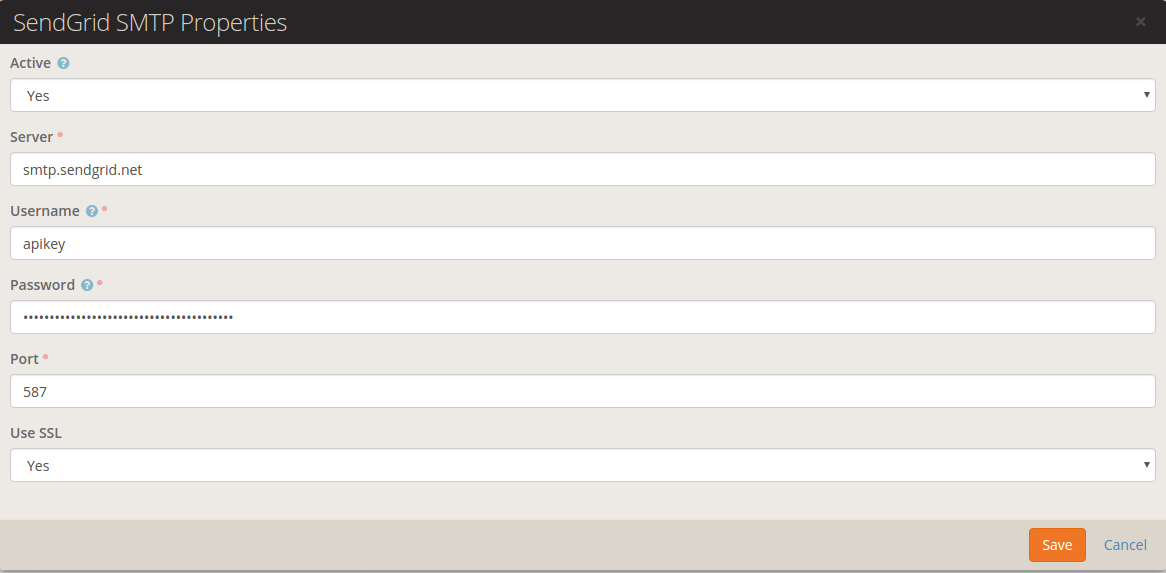 SendGrid SMTP Properties
Active
Yes
Server *
smtp.sendgrid.net
Username *
apikey
Password *
••••••••••••••••••••••••••••••••••••••••
Port *
587
Use SSL
Yes
Save Cancel